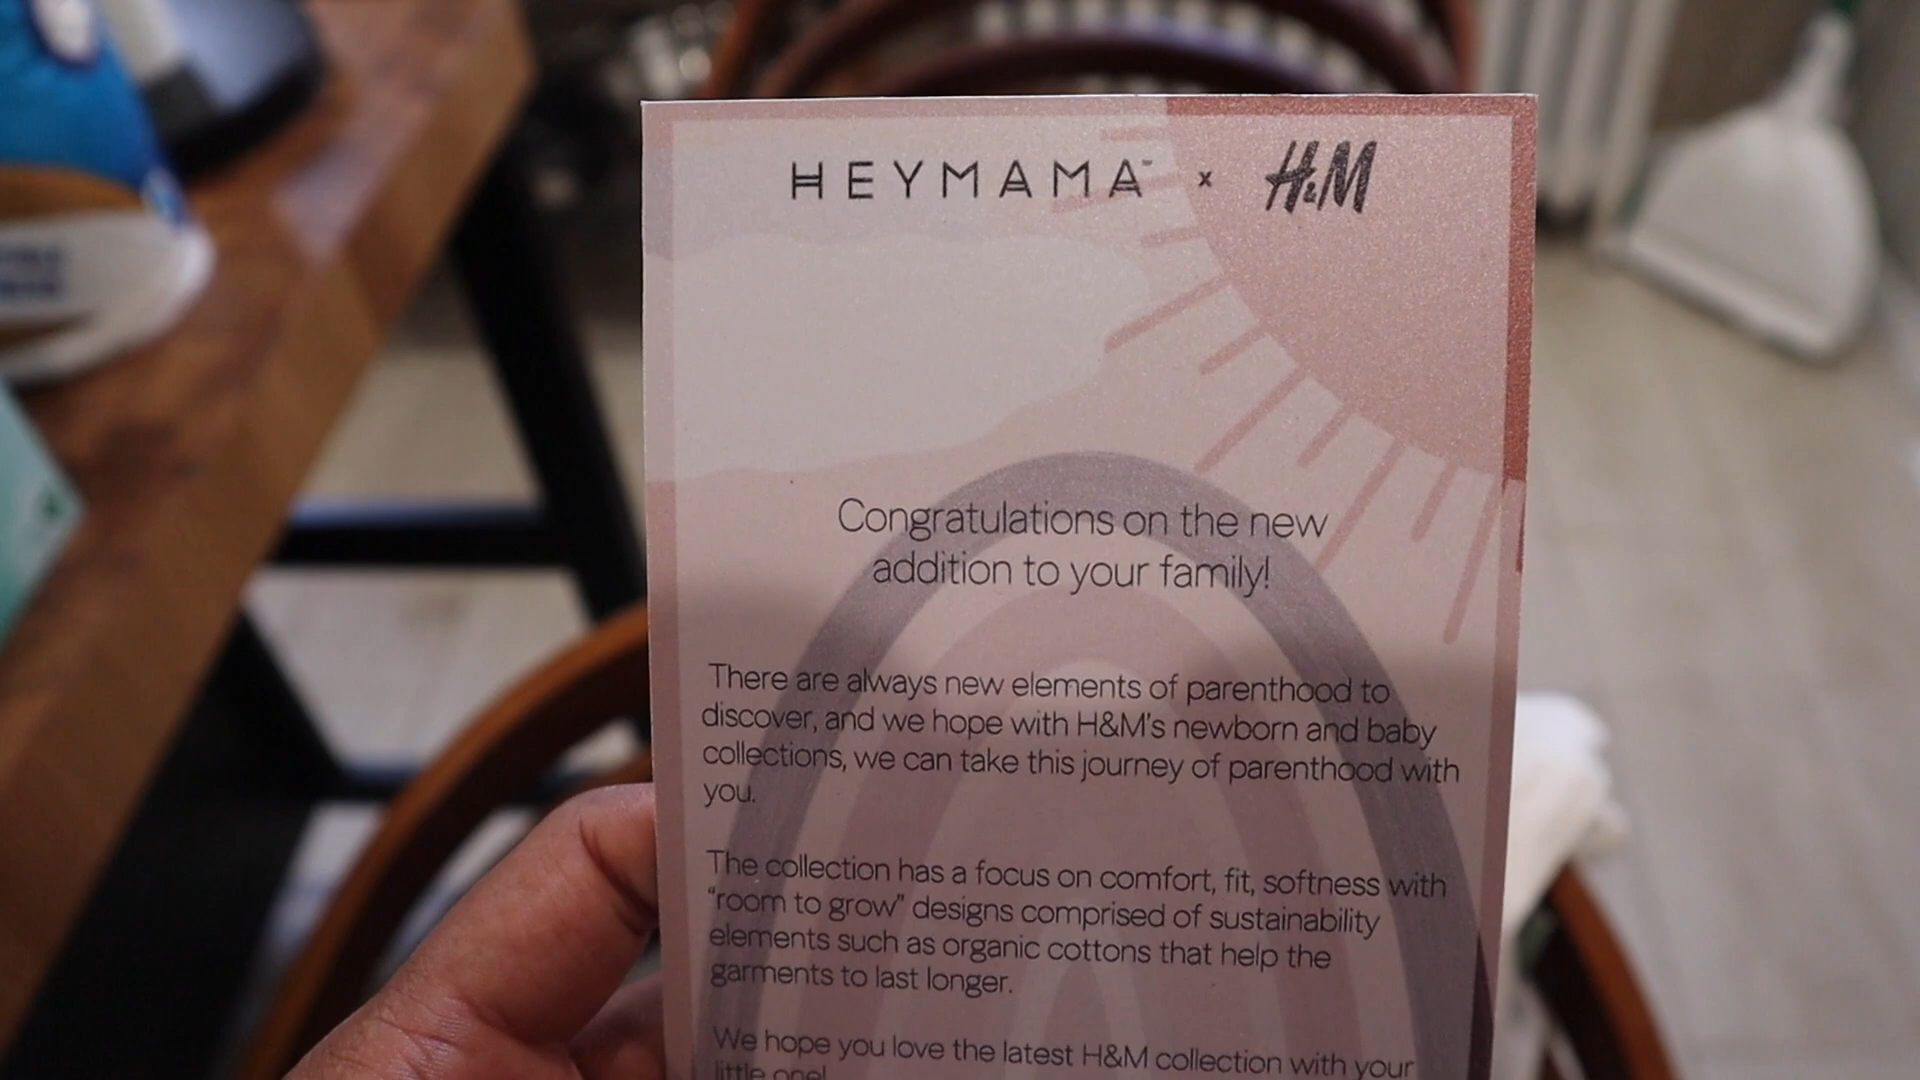 HEYMAMA™ x H&M
Congratulations on the new
addition to your family!
There are always new elements of parenthood to
discover, and we hope with H&M's newborn and baby
collections, we can take this journey of parenthood with
you.
The collection has a focus on comfort, fit, softness with
"room to grow" designs comprised of sustainability
elements such as organic cottons that help the
garments to last longer.
We hope you love the latest H&M collection with your
little one!